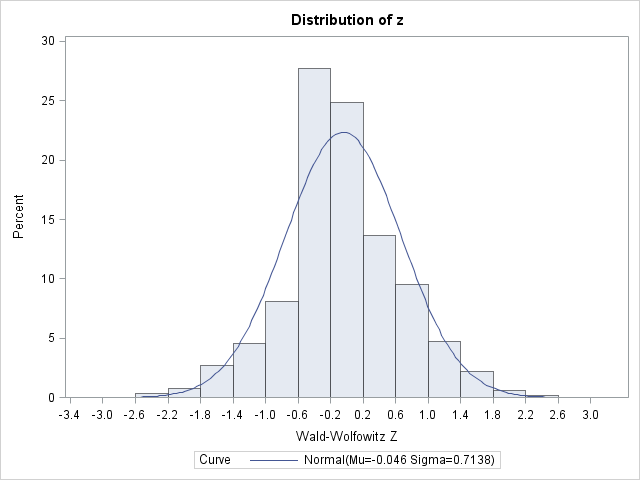 Distribution of z
30
25
20
15
10
5
0
Percent
-3.4 -3.0 -2.6 -2.2 -1.8 -1.4 -1.0 -0.6 -0.2 0.2 0.6 1.0 1.4 1.8 2.2 2.6 3.0
Wald-Wolfowitz Z
Curve Normal(Mu=-0.046 Sigma=0.7138)